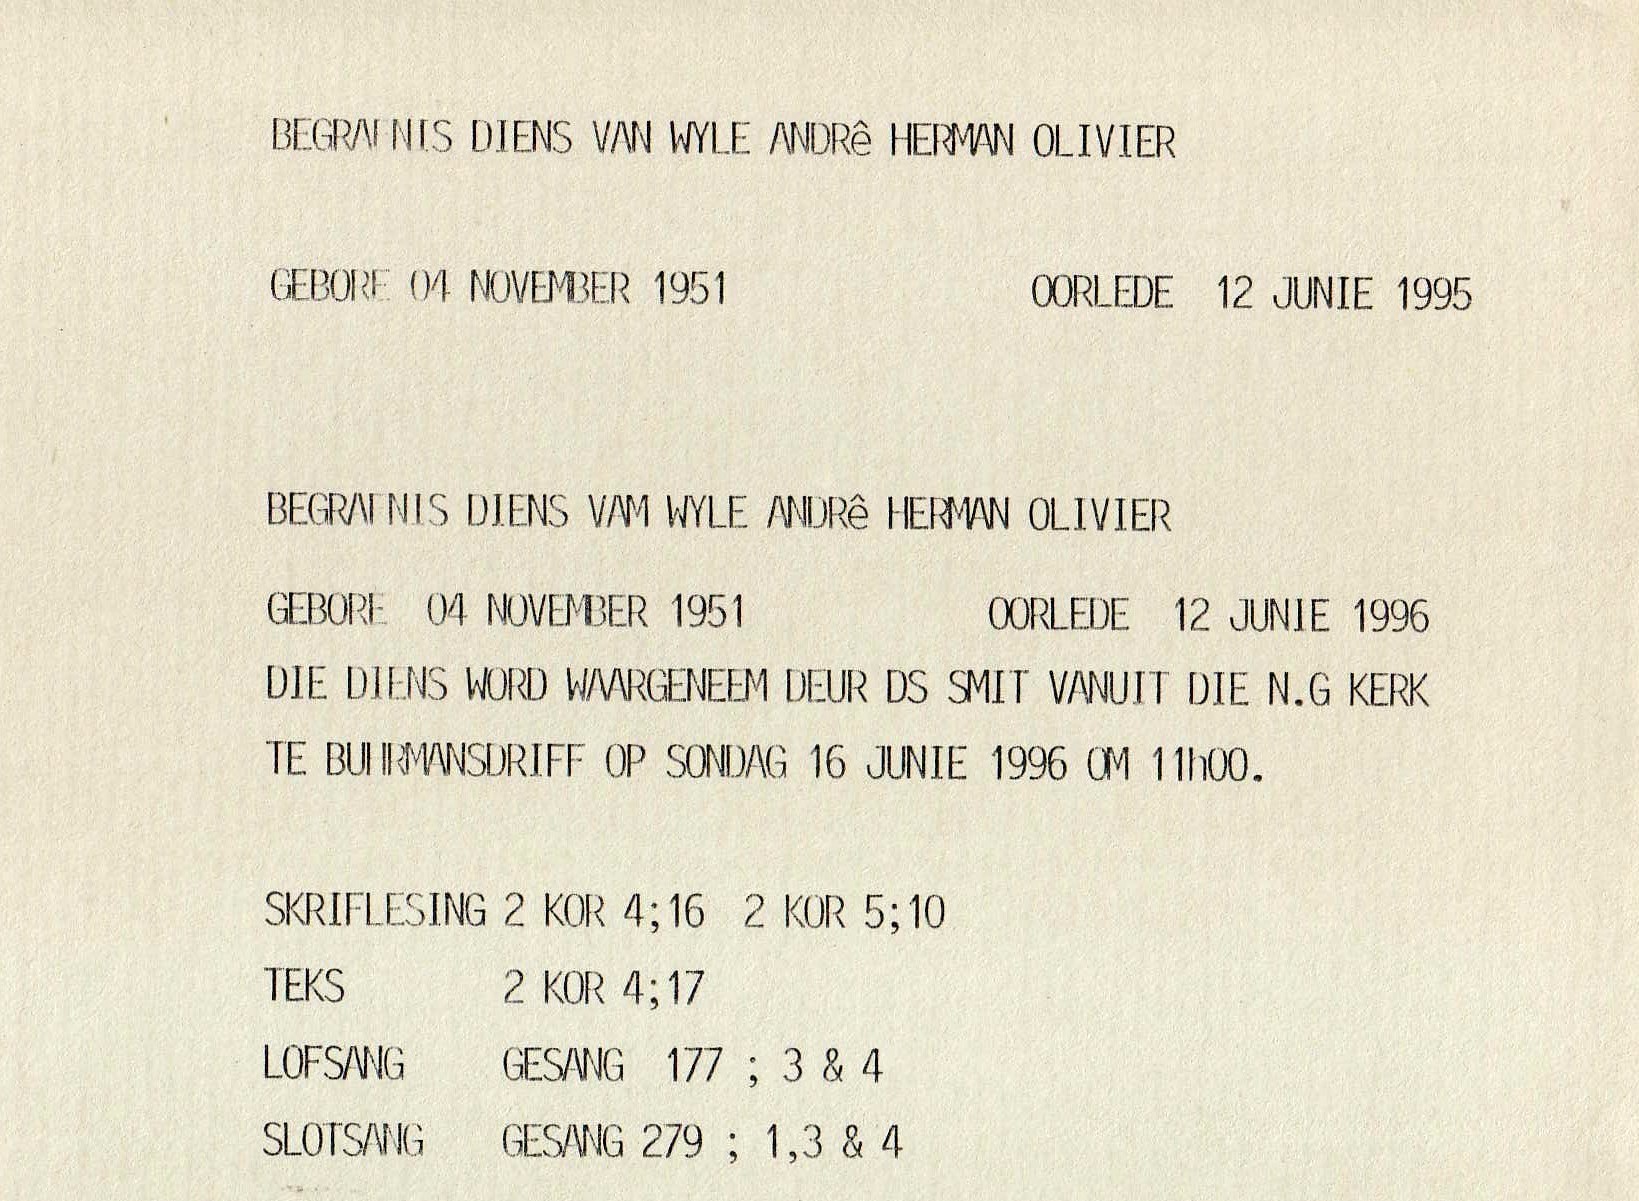 BEGRAFNIS DIENS VAN WYLE ANDRê HERMAN OLIVIER
GEBORE 04 NOVEMBER 1951 OORLEDE 12 JUNIE 1995
BEGRAFNIS DIENS VAM WYLE ANDRê HERMAN OLIVIER
GEBORE 04 NOVEMBER 1951 OORLEDE 12 JUNIE 1996
DIE DIENS WORD WAARGENEEM DEUR DS SMIT VANUIT DIE N.G KERK
TE BUHRMANSDRIFF OP SONDAG 16 JUNIE 1996 OM 11h00.
SKRIFLESING 2 KOR 4;16 2 KOR 5;10
TEKS 2 KOR 4;17
LOFSANG GESANG 177 ; 3 & 4
SLOTSANG GESANG 279 ; 1,3 & 4